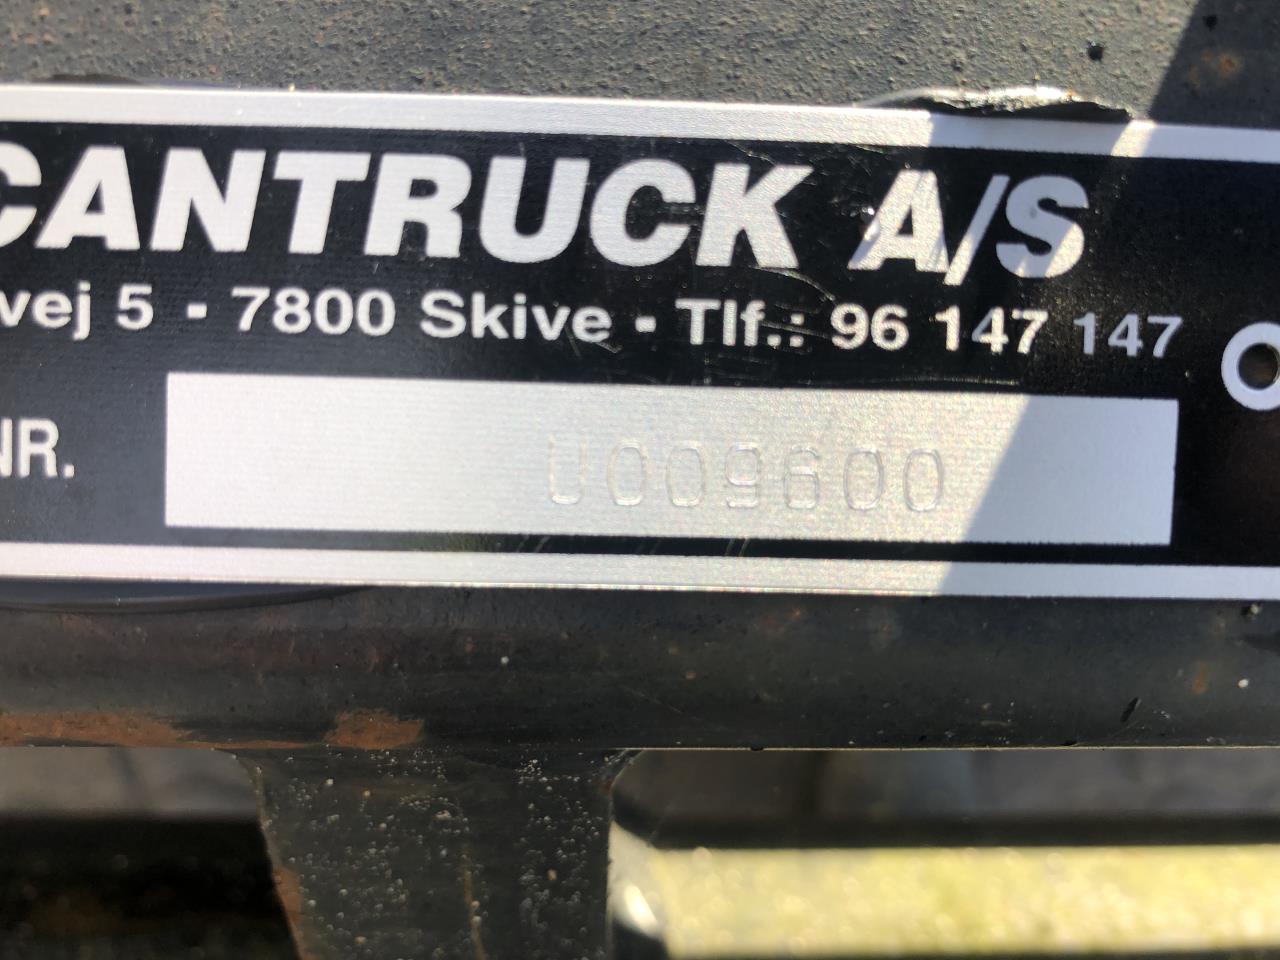 CANTRUCK A/S
vej 5 - 7800 Skive - Tlf.: 96 147 147
NR.
U009600